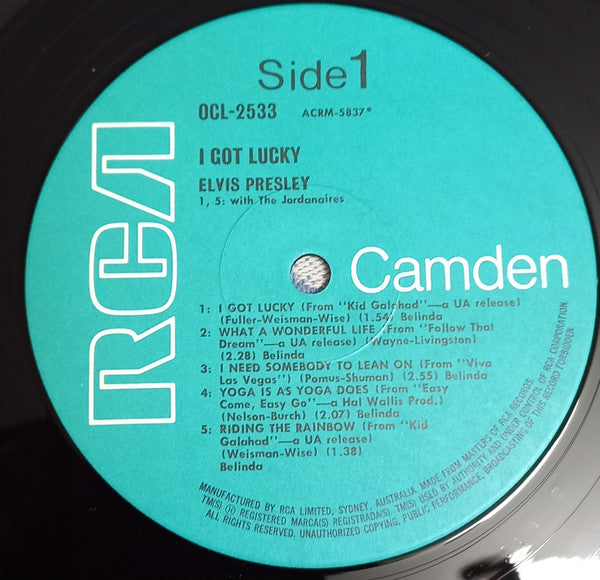 RCA
Side 1
OCL-2533 ACRM-5837*
I GOT LUCKY
ELVIS PRESLEY
1, 5: with The Jordanaires
Camden
1: I GOT LUCKY (From "Kid Galahad"—a UA release)
(Fuller-Weisman-Wise) (1.54) Belinda
2: WHAT A WONDERFUL LIFE (From "Follow That
Dream"—a UA release) (Wayne-Livingston)
(2.28) Belinda
3: I NEED SOMEBODY TO LEAN ON (From "Viva
Las Vegas") (Pomus-Shuman) (2.55) Belinda
4: YOGA IS AS YOGA DOES (From "Easy
Come, Easy Go"—a Hal Wallis Prod.)
(Nelson-Burch) (2.07) Belinda
5: RIDING THE RAINBOW (From "Kid
Galahad"—a UA release)
(Weisman-Wise) (1.38)
Belinda
MANUFACTURED BY RCA LIMITED, SYDNEY, AUSTRALIA. MADE FROM MASTERS OF RCA RECORDS.
TM(S) ® REGISTERED MARCA(S) REGISTRADA(S). TM(S) USED BY AUTHORITY AND UNDER CONTROL OF RCA CORPORATION.
ALL RIGHTS RESERVED. UNAUTHORIZED COPYING, PUBLIC PERFORMANCE, BROADCASTING OF THIS RECORD FORBIDDEN